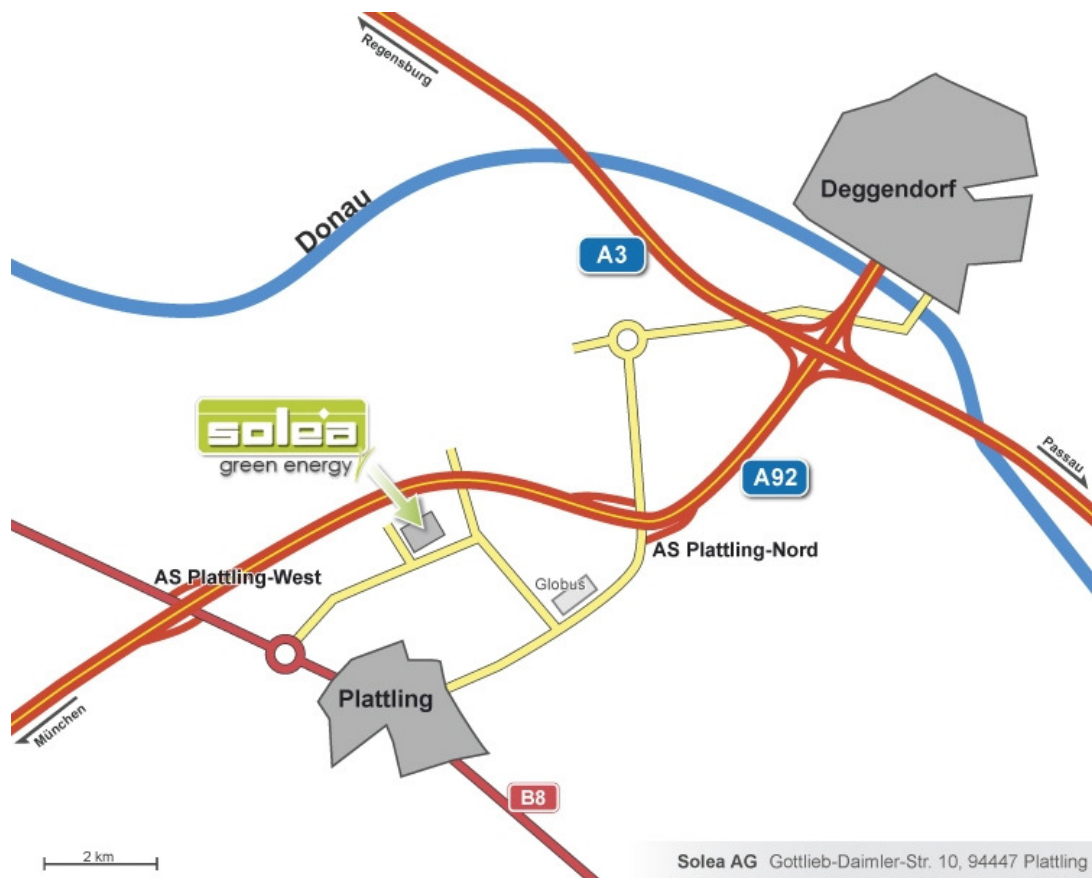 Regensburg
Deggendorf
Donau
A3
solea
green energy
Passau
A92
AS Plattling-Nord
AS Plattling-West
Globus
Plattling
München
B8
2 km
Solea AG Gottlieb-Daimler-Str. 10, 94447 Plattling